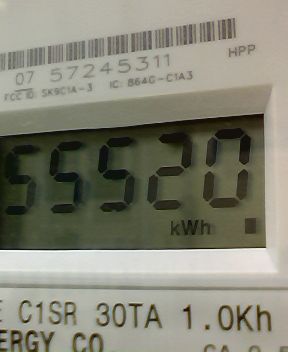 07 57245311
HPP
FCC ID: SK9C1A-3 IC: 864G-C1A3
55520
kWh
C1SR 30TA 1.0Kh
ERGY CO